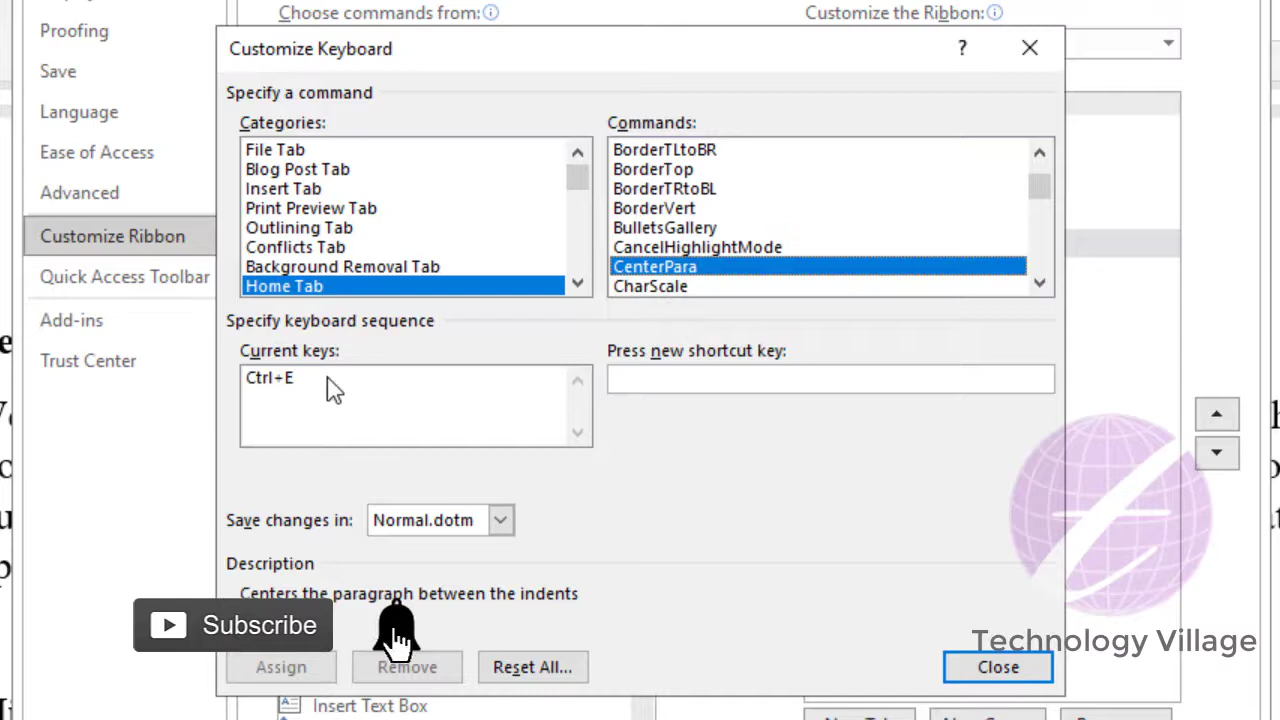 Choose commands from:
Customize the Ribbon:
Proofing
Save
Language
Ease of Access
Advanced
Customize Ribbon
Quick Access Toolbar
Add-ins
Trust Center
Customize Keyboard
?
Specify a command
Categories:
File Tab
Blog Post Tab
Insert Tab
Print Preview Tab
Outlining Tab
Conflicts Tab
Background Removal Tab
Home Tab
Commands:
BorderTLtoBR
BorderTop
BorderTRtoBL
BorderVert
BulletsGallery
CancelHighlightMode
CenterPara
CharScale
Specify keyboard sequence
Current keys:
Ctrl+E
Press new shortcut key:
Save changes in: Normal.dotm
Description
Centers the paragraph between the indents
Subscribe
Technology Village
Assign
Remove
Reset All...
Close
Insert Text Box